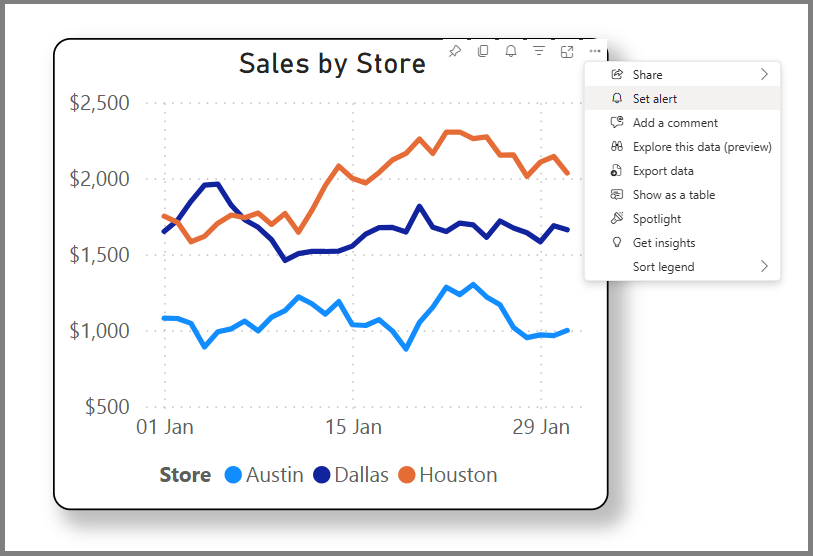 Sales by Store
$2,500
$2,000
$1,500
$1,000
$500
01 Jan 15 Jan 29 Jan
Store Austin Dallas Houston
Share
Set alert
Add a comment
Explore this data (preview)
Export data
Show as a table
Spotlight
Get insights
Sort legend